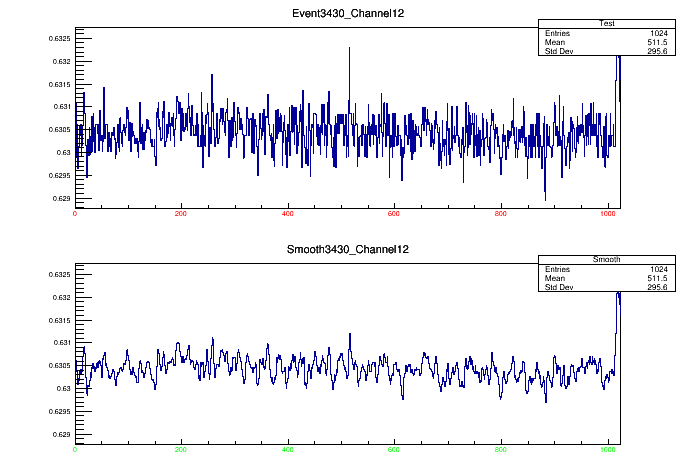 Event3430_Channel12
Test
Entries 1024
Mean 511.5
Std Dev 295.6
0.6325
0.632
0.6315
0.631
0.6305
0.63
0.6295
0.629
0 200 400 600 800 1000
Smooth3430_Channel12
Smooth
Entries 1024
Mean 511.5
Std Dev 295.6
0.6325
0.632
0.6315
0.631
0.6305
0.63
0.6295
0.629
0 200 400 600 800 1000